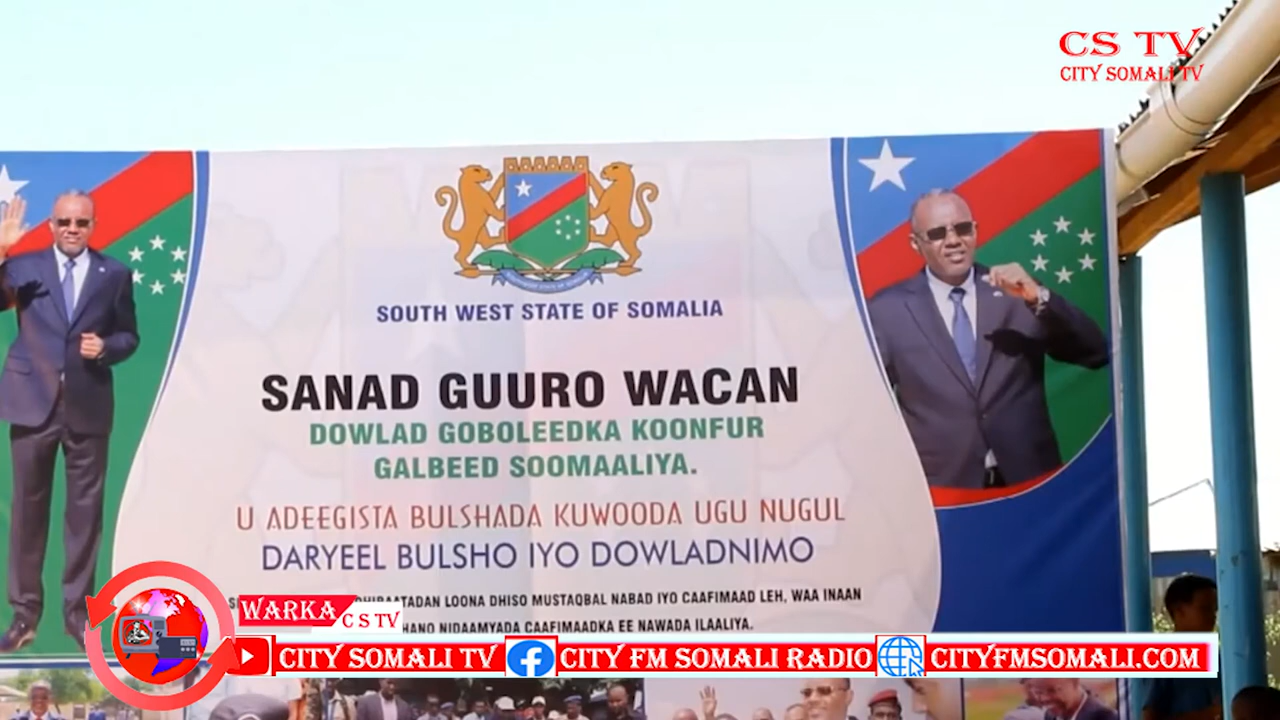 CS TV
CITY SOMALI TV
SOUTH WEST STATE OF SOMALIA
SANAD GUURO WACAN
DOWLAD GOBOLEEDKA KOONFUR
GALBEED SOOMAALIYA.
U ADEEGISTA BULSHADA KUWOODA UGU NUGUL
DARYEEL BULSHO IYO DOWLADNIMO
LOONA DHISO MUSTAQBAL NABAD IYO CAAFIMAAD LEH, WAA INAAN
NIDAAMYADA CAAFIMAADKA EE NAWADA ILAALIYA.
WARKA
CS TV
CITY SOMALI TV
CITY FM SOMALI RADIO
CITYFMSOMALI.COM